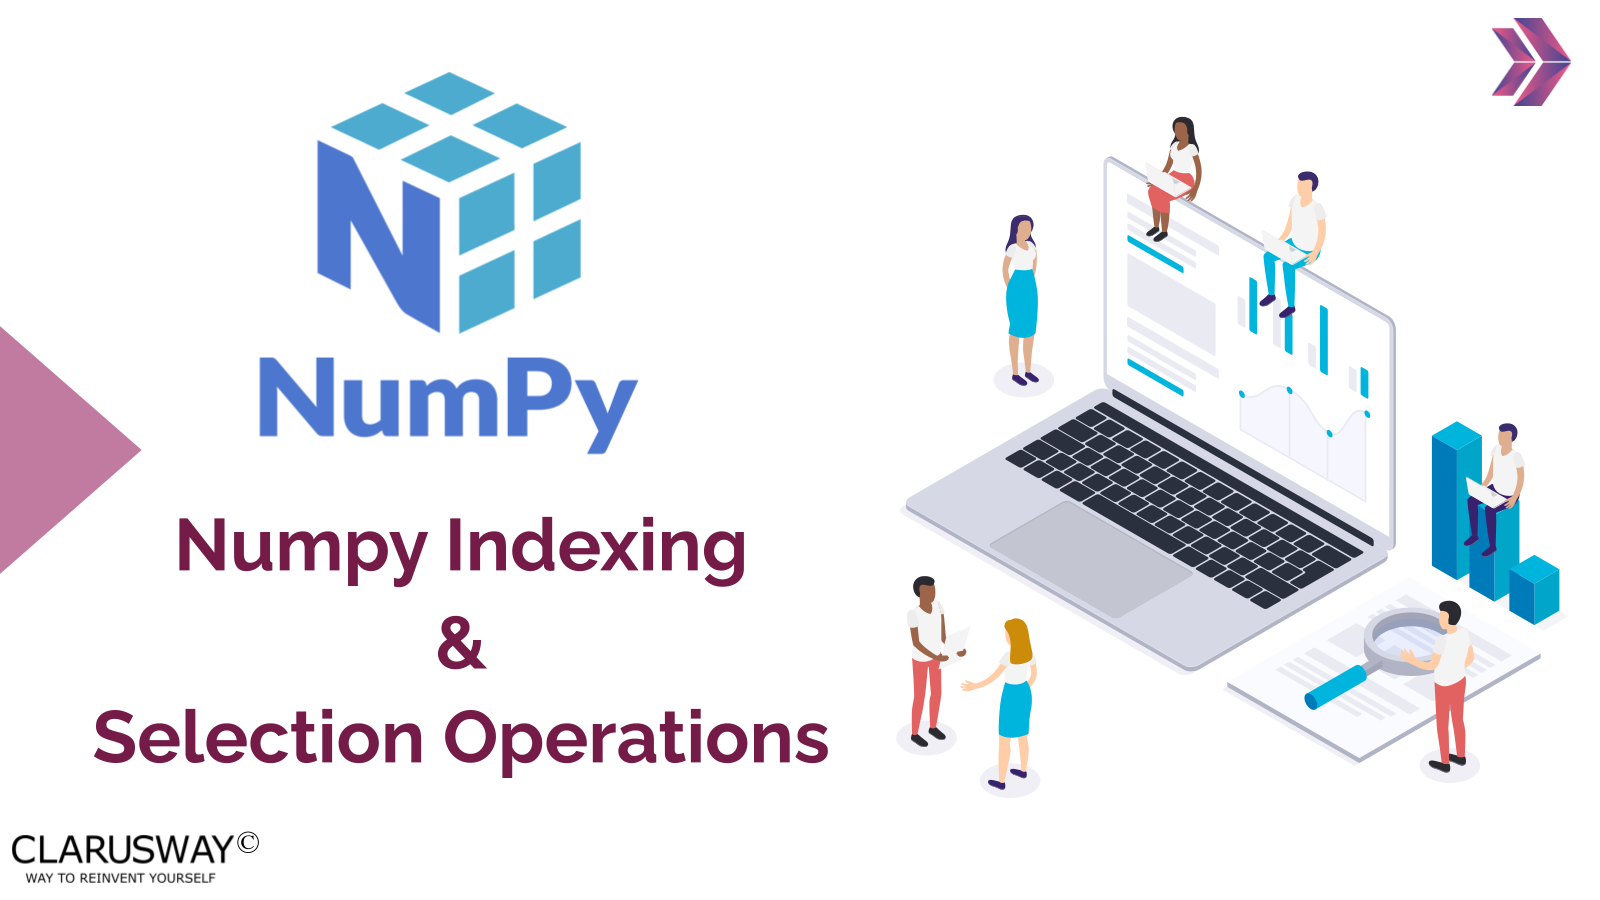 NumPy
Numpy Indexing
&
Selection Operations
CLARUSWAY©
WAY TO REINVENT YOURSELF